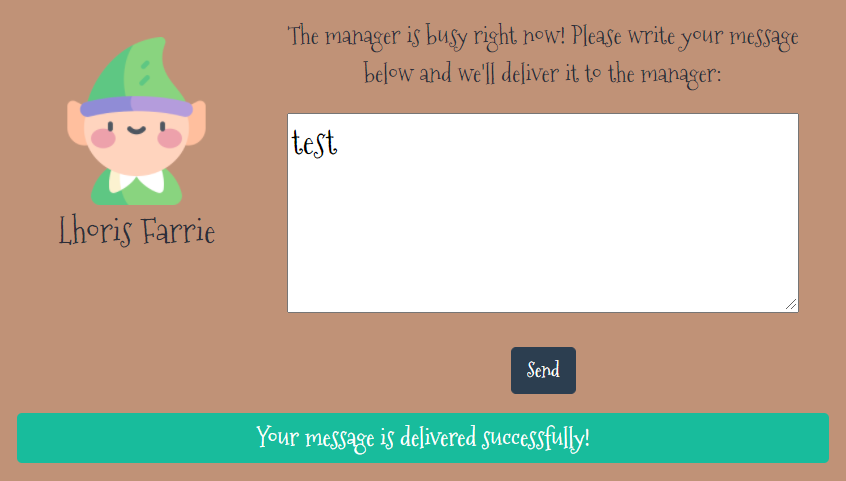 The manager is busy right now! Please write your message
below and we'll deliver it to the manager:
test
Lhoris Farrie
Send
Your message is delivered successfully!